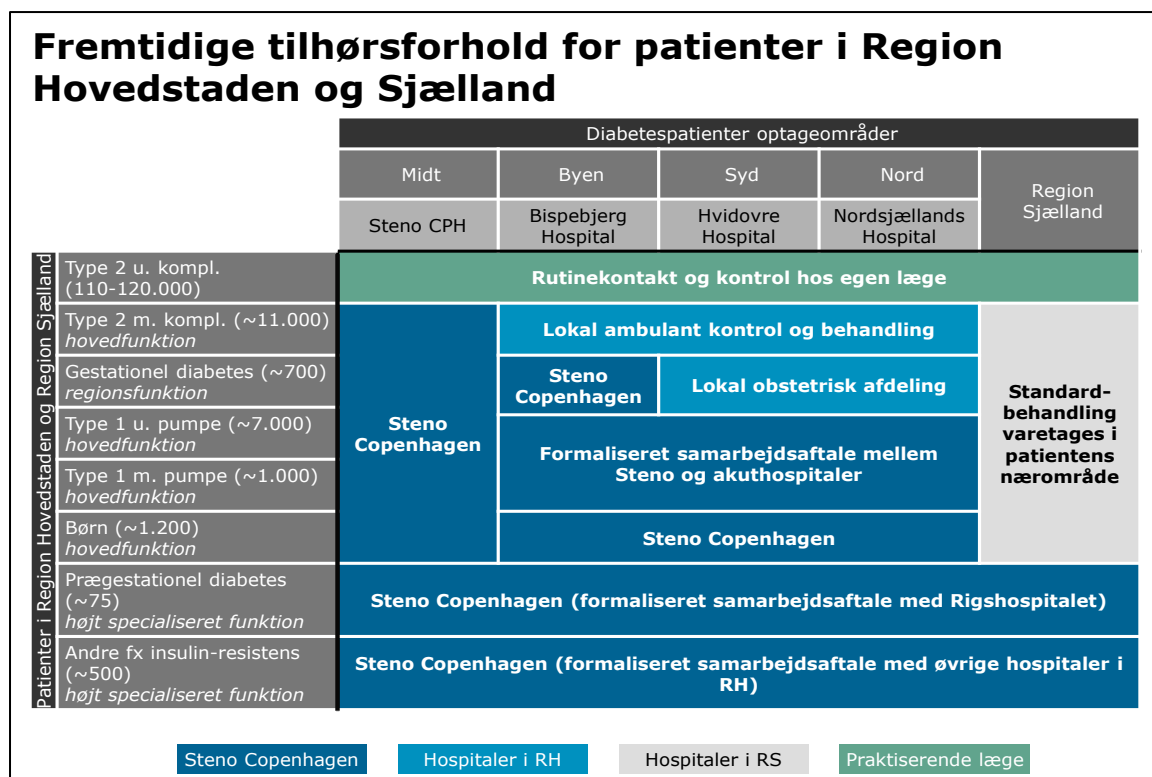 Fremtidige tilhørsforhold for patienter i Region
Hovedstaden og Sjælland
Diabetespatienter optageområder
Midt
Byen
Syd
Nord
Region
Sjælland
Steno CPH
Bispebjerg
Hospital
Hvidovre
Hospital
Nordsjællands
Hospital
Patienter i Region Hovedstaden og Region Sjælland
Type 2 u. kompl.
(110-120.000)
Rutinekontakt og kontrol hos egen læge
Type 2 m. kompl. (~11.000)
hovedfunktion
Lokal ambulant kontrol og behandling
Gestationel diabetes (~700)
regionsfunktion
Steno
Copenhagen
Lokal obstetrisk afdeling
Steno
Copenhagen
Standard-
behandling
varetages i
patientens
nærområde
Type 1 u. pumpe (~7.000)
hovedfunktion
Formaliseret samarbejdsaftale mellem
Steno og akuthospitaler
Type 1 m. pumpe (~1.000)
hovedfunktion
Børn (~1.200)
hovedfunktion
Steno Copenhagen
Prægestationel diabetes
(~75)
højt specialiseret funktion
Steno Copenhagen (formaliseret samarbejdsaftale med Rigshospitalet)
Andre fx insulin-resistens
(~500)
højt specialiseret funktion
Steno Copenhagen (formaliseret samarbejdsaftale med øvrige hospitaler i
RH)
Steno Copenhagen
Hospitaler i RH
Hospitaler i RS
Praktiserende læge